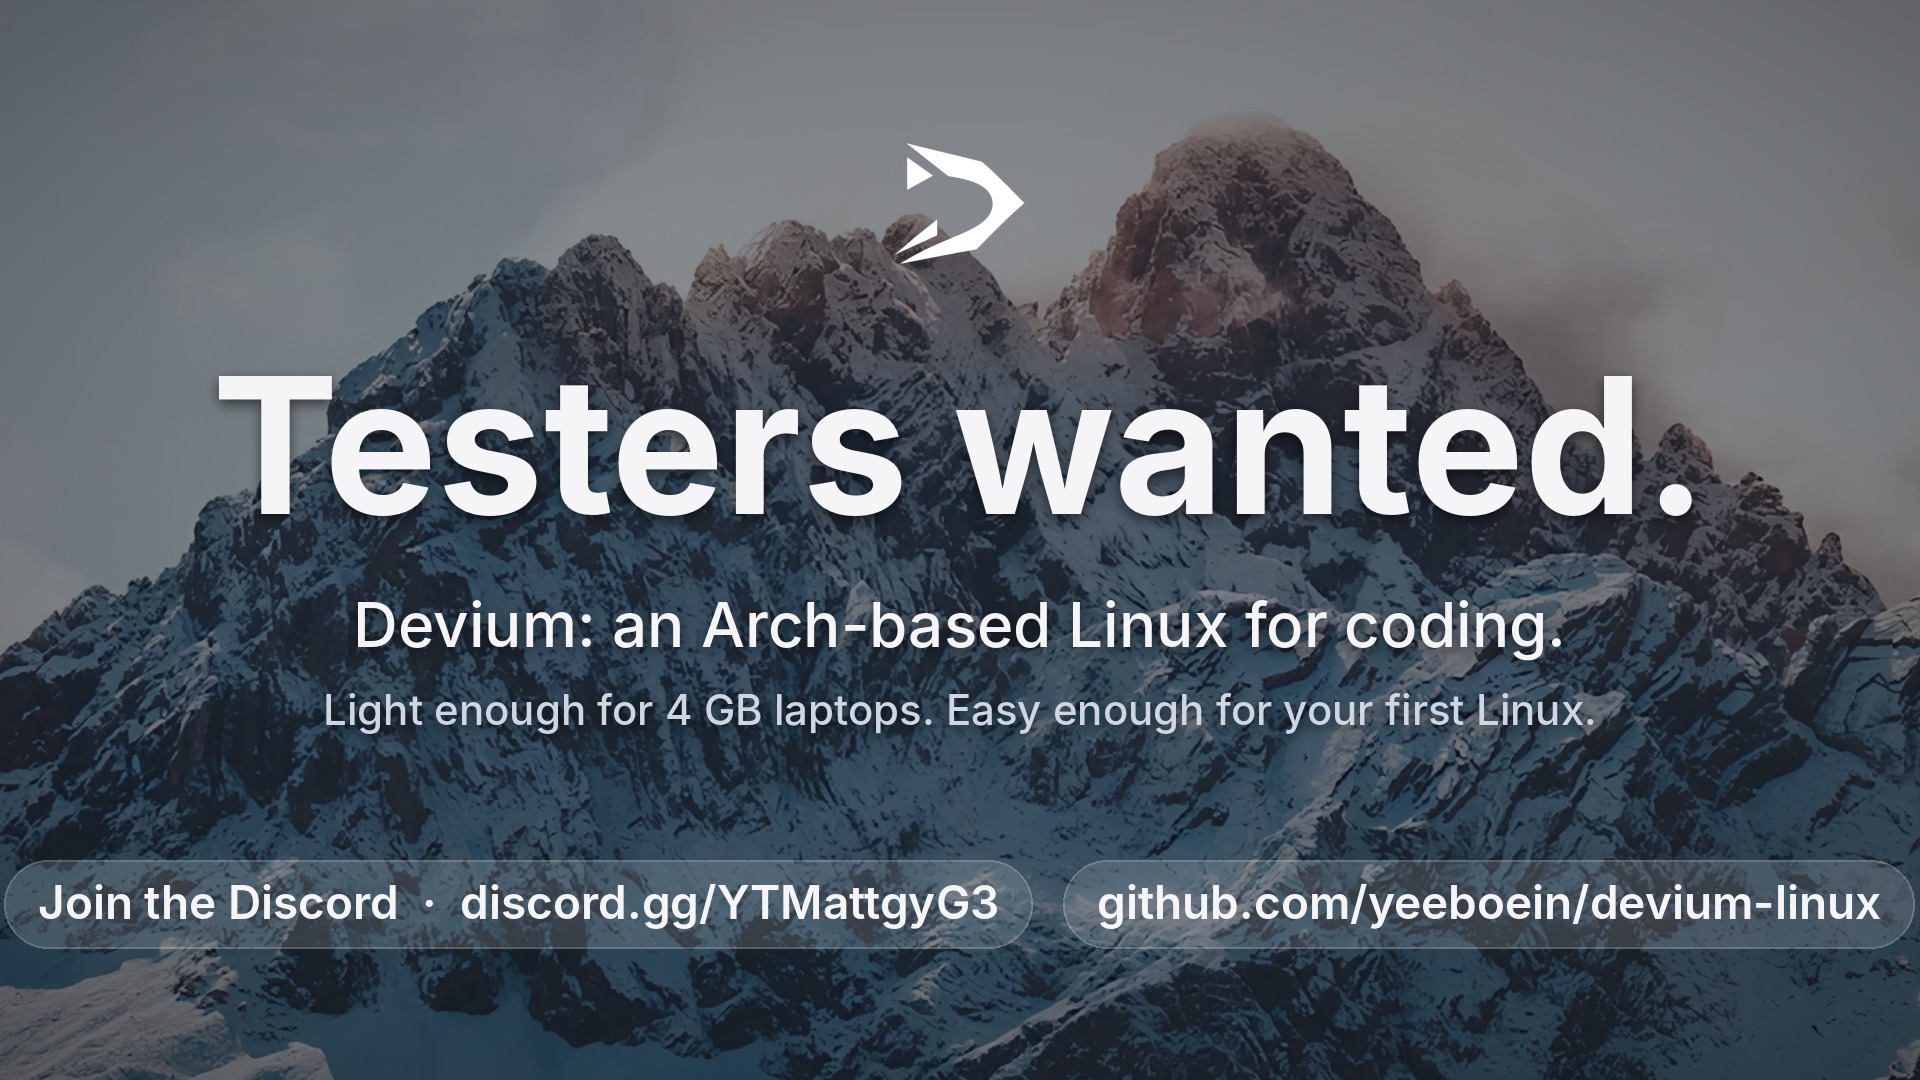 Testers wanted.
Devium: an Arch-based Linux for coding.
Light enough for 4 GB laptops. Easy enough for your first Linux.
Join the Discord · discord.gg/YTMattgyG3
github.com/yeeboein/devium-linux